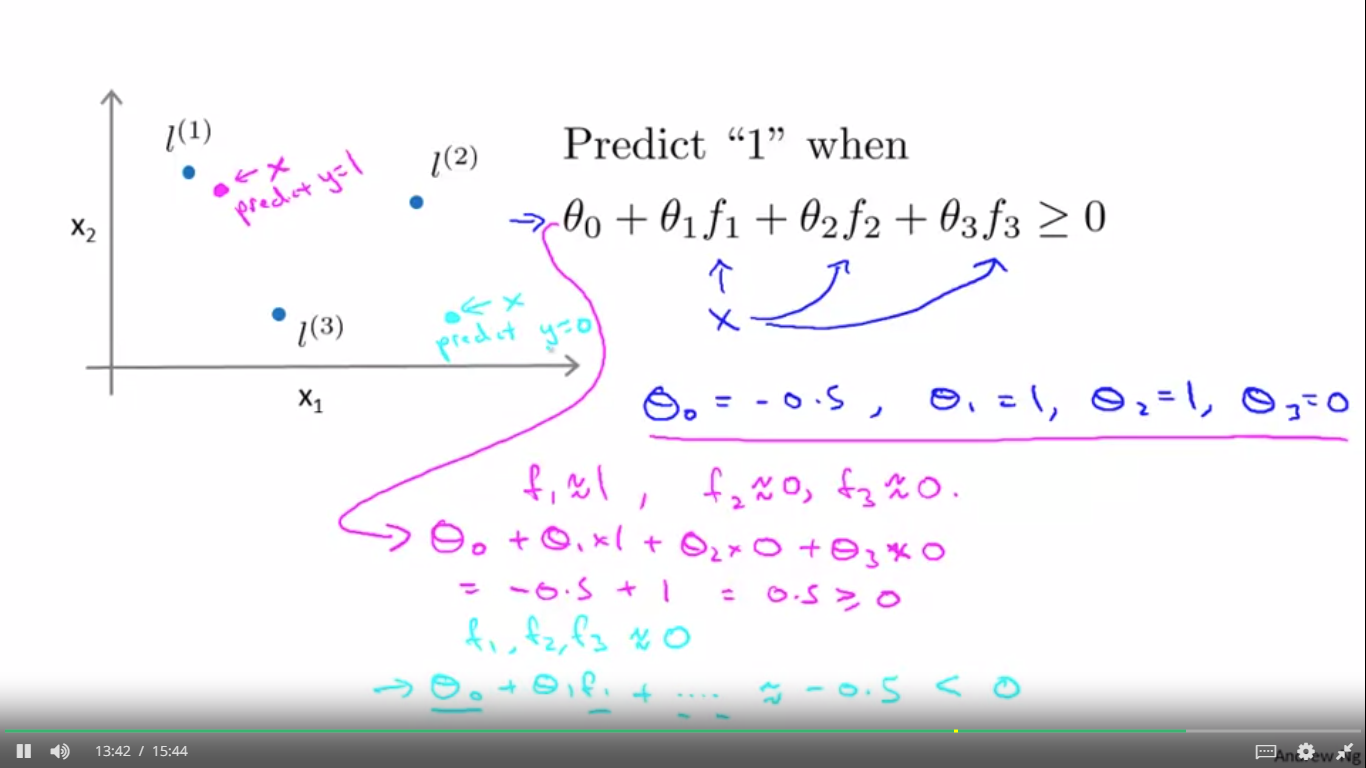 l⁽¹⁾
← x
predict y=1
l⁽²⁾
x₂
l⁽³⁾
← x
predict y=0
x₁
Predict “1” when
→ θ₀ + θ₁f₁ + θ₂f₂ + θ₃f₃ ≥ 0
x
θ₀ = -0.5, θ₁ = 1, θ₂ = 1, θ₃ = 0
f₁ ≈ 1, f₂ ≈ 0, f₃ ≈ 0.
θ₀ + θ₁×1 + θ₂×0 + θ₃×0
= -0.5 + 1 = 0.5 ≥ 0
f₁, f₂, f₃ ≈ 0
→ θ₀ + θ₁f₁ + .... ≈ -0.5 < 0
13:42 / 15:44
Andrew Ng